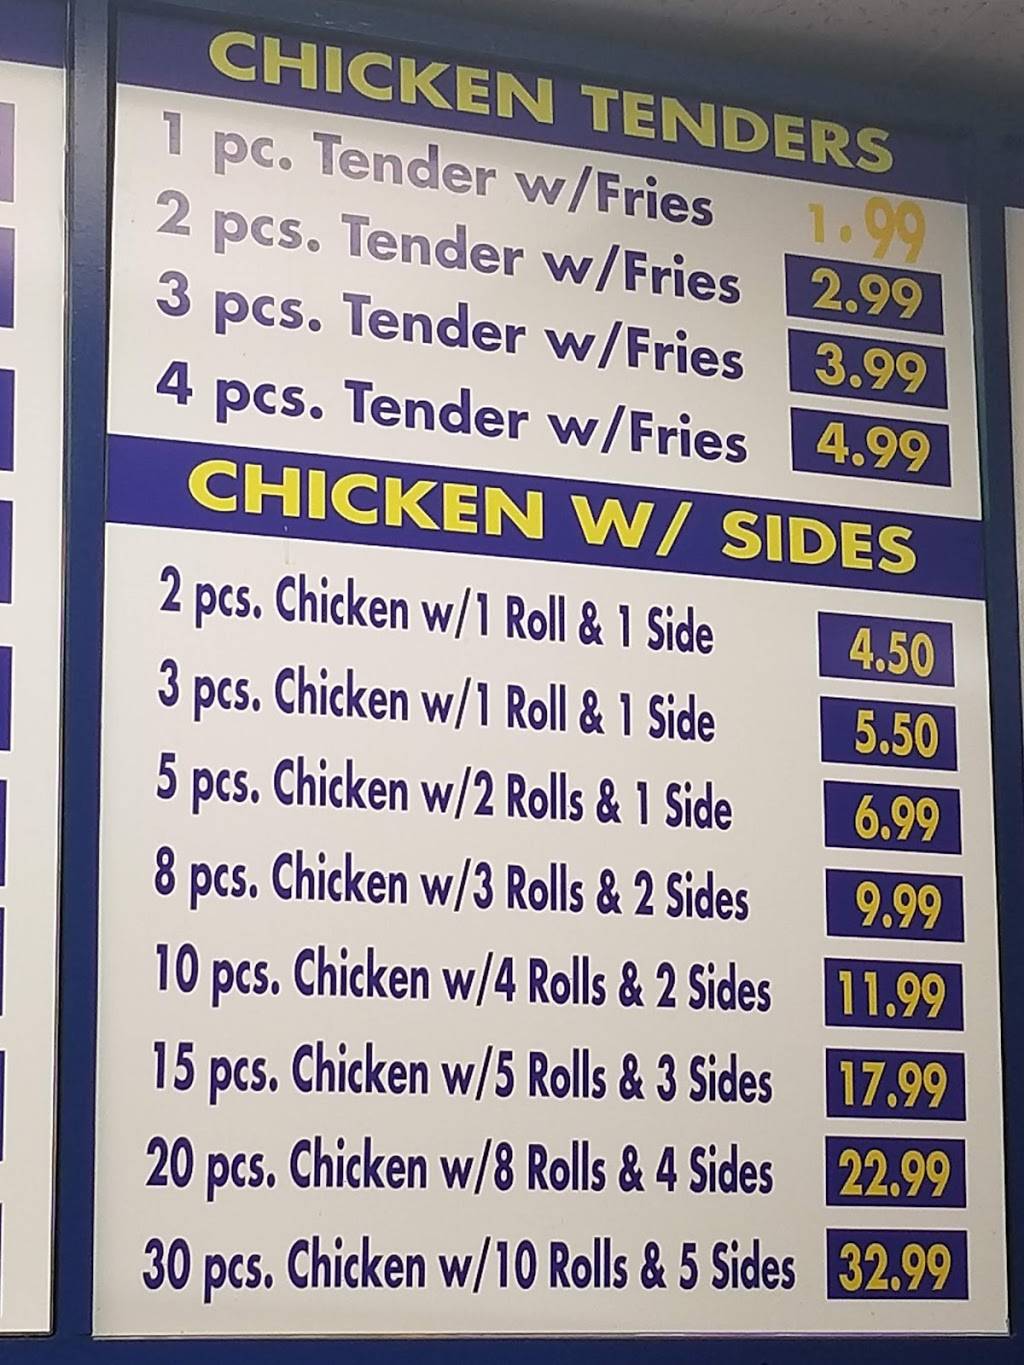 CHICKEN TENDERS
1 pc. Tender w/Fries 1.99
2 pcs. Tender w/Fries 2.99
3 pcs. Tender w/Fries 3.99
4 pcs. Tender w/Fries 4.99
CHICKEN W/ SIDES
2 pcs. Chicken w/1 Roll & 1 Side 4.50
3 pcs. Chicken w/1 Roll & 1 Side 5.50
5 pcs. Chicken w/2 Rolls & 1 Side 6.99
8 pcs. Chicken w/3 Rolls & 2 Sides 9.99
10 pcs. Chicken w/4 Rolls & 2 Sides 11.99
15 pcs. Chicken w/5 Rolls & 3 Sides 17.99
20 pcs. Chicken w/8 Rolls & 4 Sides 22.99
30 pcs. Chicken w/10 Rolls & 5 Sides 32.99